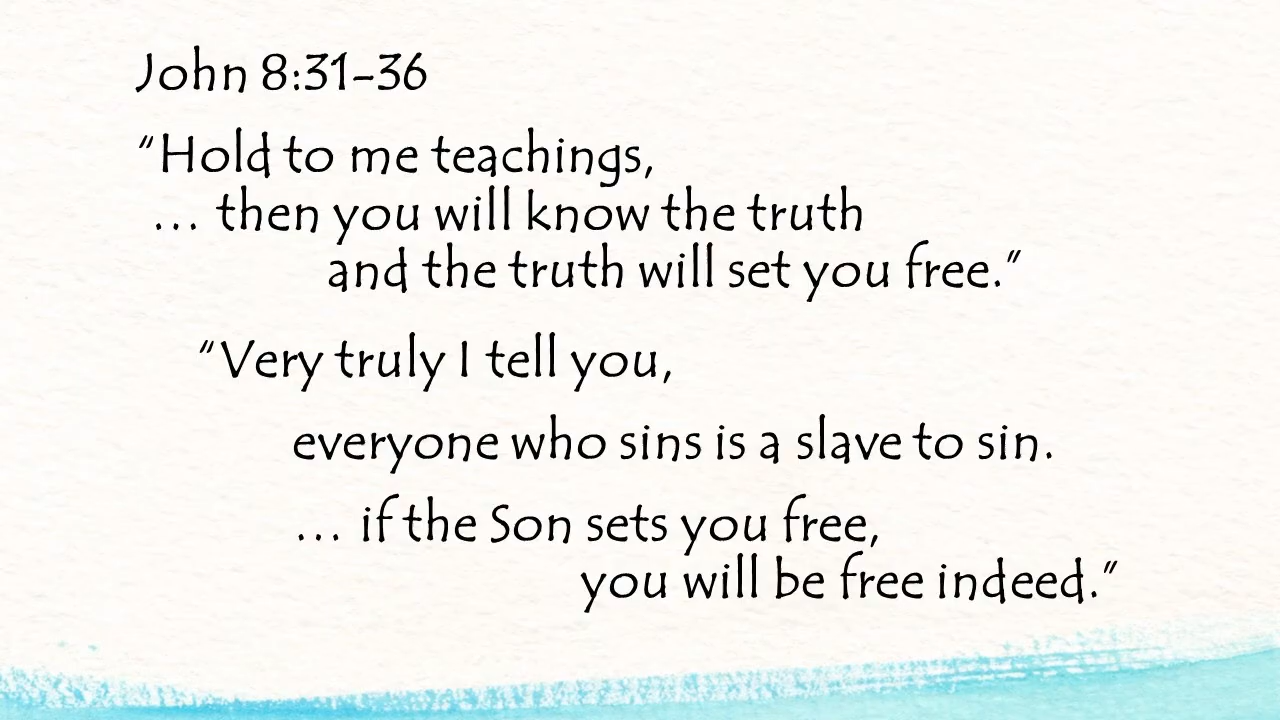 John 8:31-36
“Hold to me teachings,
… then you will know the truth
and the truth will set you free.”
“Very truly I tell you,
everyone who sins is a slave to sin.
… if the Son sets you free,
you will be free indeed.”